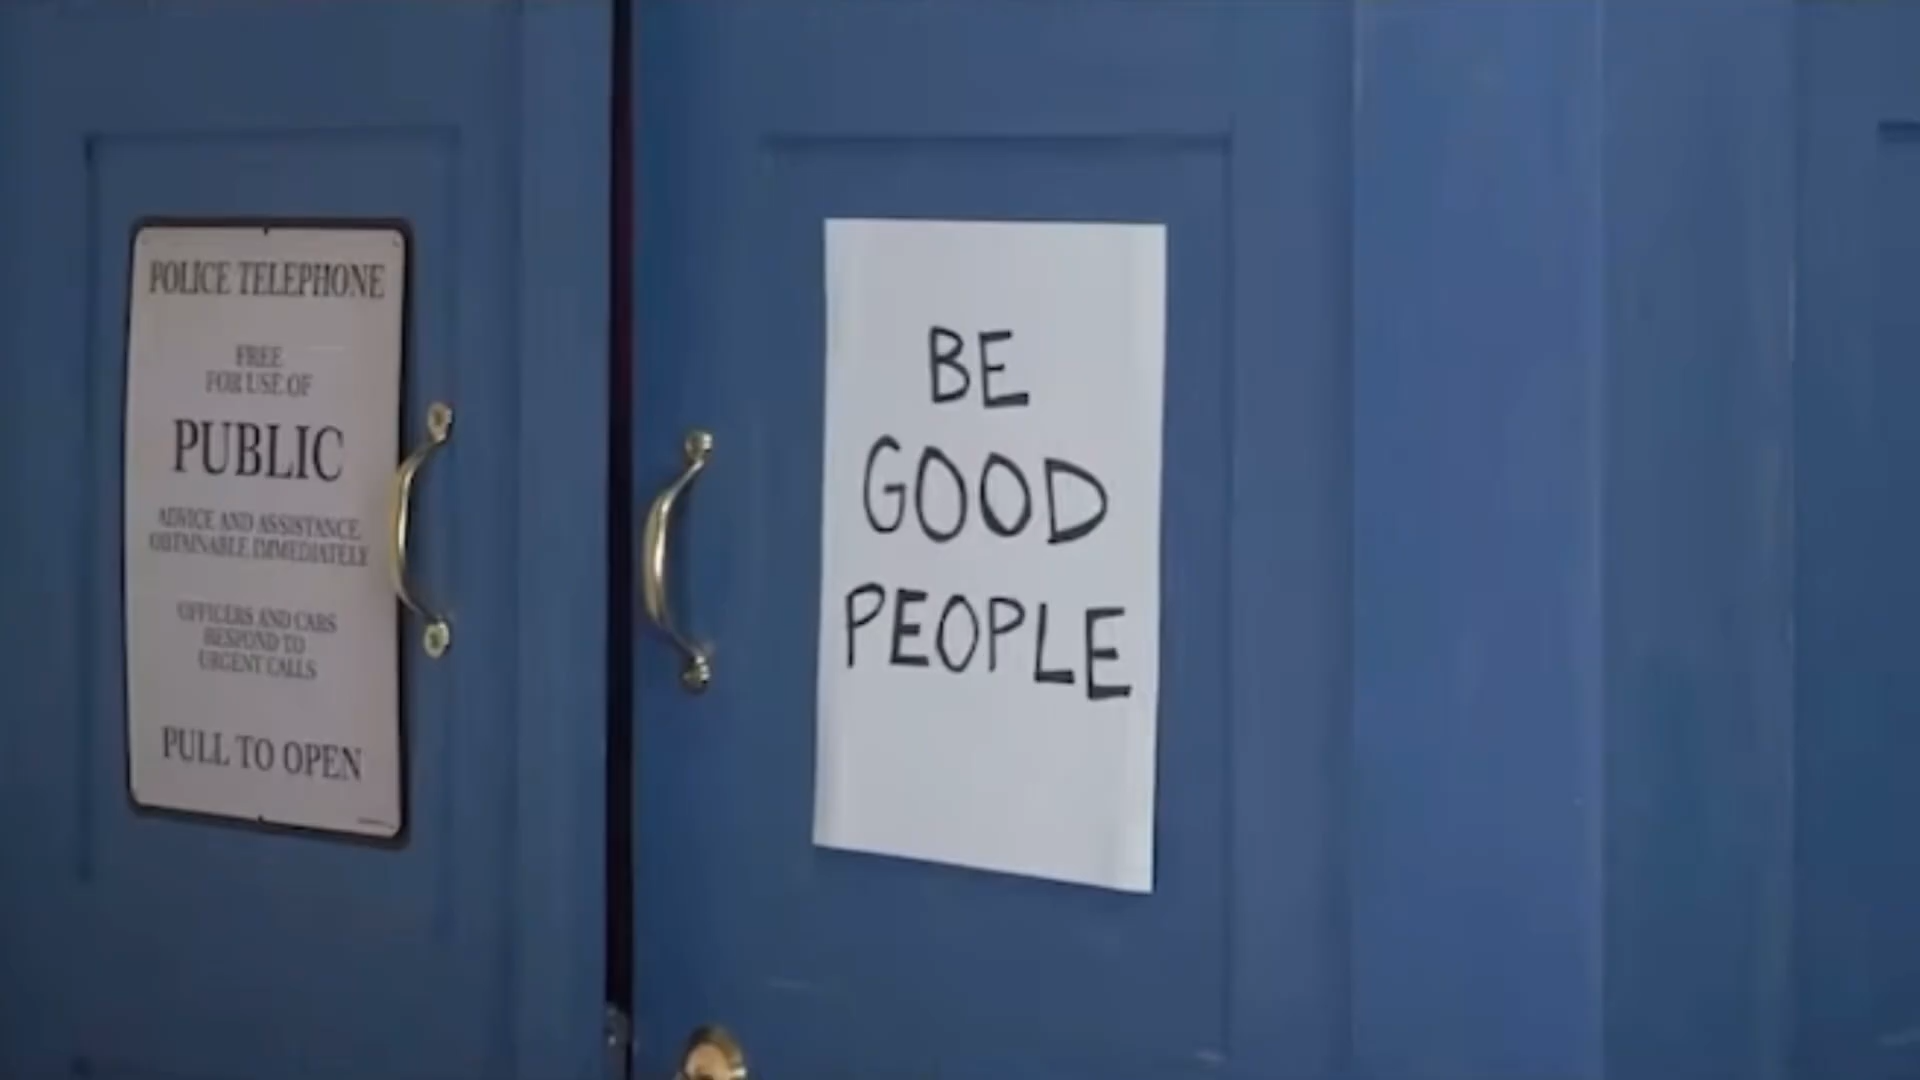 POLICE TELEPHONE
FREE
FOR USE OF
PUBLIC
ADVICE AND ASSISTANCE
OBTAINABLE IMMEDIATELY
OFFICERS AND CARS
RESPOND TO
URGENT CALLS
PULL TO OPEN
BE
GOOD
PEOPLE